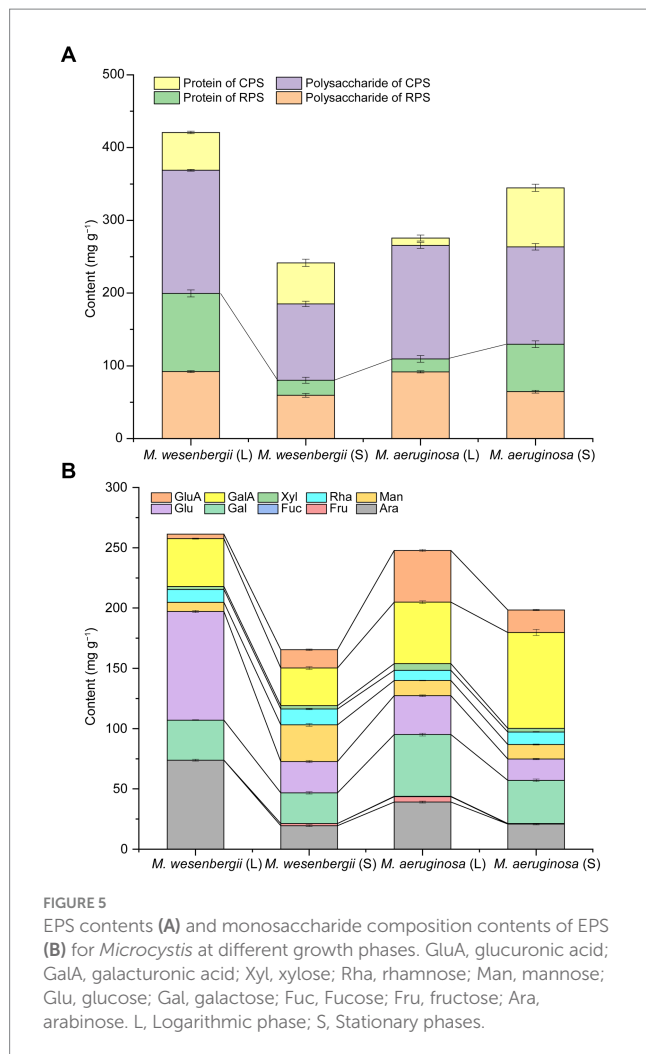 A
500
400
300
200
100
0
Content (mg g⁻¹)
Protein of CPS Polysaccharide of CPS
Protein of RPS Polysaccharide of RPS
M. wesenbergii (L) M. wesenbergii (S) M. aeruginosa (L) M. aeruginosa (S)
B
300
250
200
150
100
50
0
Content (mg g⁻¹)
GluA GalA Xyl Rha Man
Glu Gal Fuc Fru Ara
M. wesenbergii (L) M. wesenbergii (S) M. aeruginosa (L) M. aeruginosa (S)
FIGURE 5
EPS contents (A) and monosaccharide composition contents of EPS
(B) for Microcystis at different growth phases. GluA, glucuronic acid;
GalA, galacturonic acid; Xyl, xylose; Rha, rhamnose; Man, mannose;
Glu, glucose; Gal, galactose; Fuc, Fucose; Fru, fructose; Ara,
arabinose. L, Logarithmic phase; S, Stationary phases.